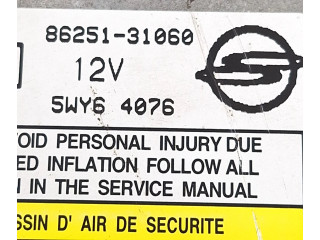 86251-31060
12V
5WY6 4076
OID PERSONAL INJURY DUE
ED INFLATION FOLLOW ALL
IN THE SERVICE MANUAL
SSIN D' AIR DE SECURITE